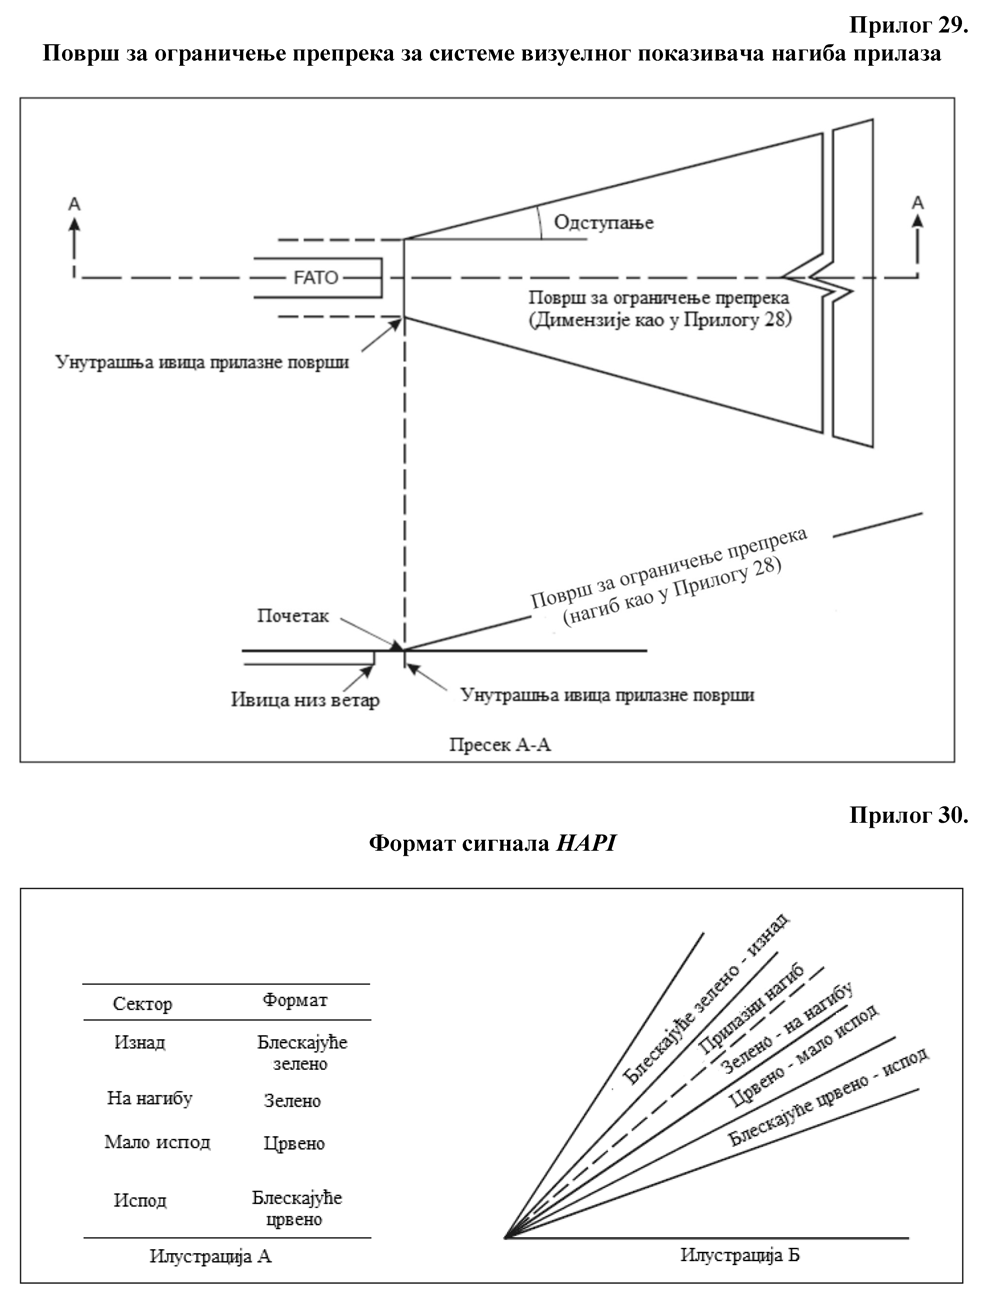 Прилог 29.
Површ за ограничење препрека за системе визуелног показивача нагиба прилаза
A
A
Одступање
FATO
Површ за ограничење препрека
(Димензије као у Прилогу 28)
Унутрашња ивица прилазне површи
Површ за ограничење препрека
(нагиб као у Прилогу 28)
Почетак
Ивица низ ветар
Унутрашња ивица прилазне површи
Пресек А-А
Прилог 30.
Формат сигнала HAPI
Сектор Формат
Изнад Блескајуће
зелено
На нагибу Зелено
Мало испод Црвено
Испод Блескајуће
црвено
Илустрација А
Блескајуће зелено - изнад
Прилазни нагиб
Зелено - на нагибу
Црвено - мало испод
Блескајуће црвено - испод
Илустрација Б